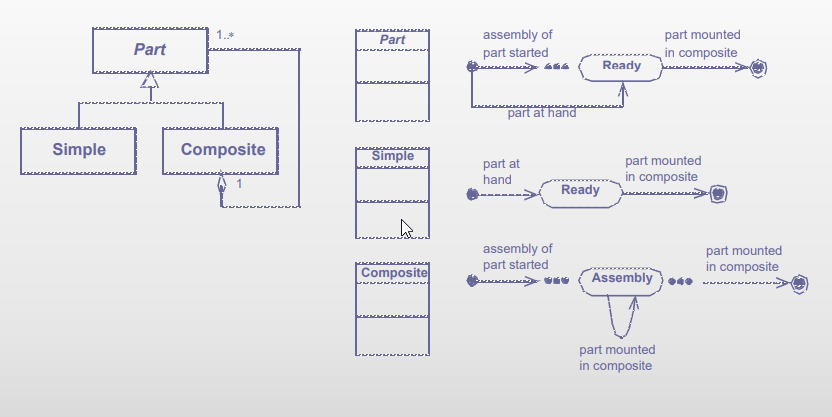 Part
1..*
Simple
Composite
1
Part
assembly of
part started
Ready
part mounted
in composite
part at hand
Simple
part at
hand
Ready
part mounted
in composite
Composite
assembly of
part started
Assembly
part mounted
in composite
part mounted
in composite